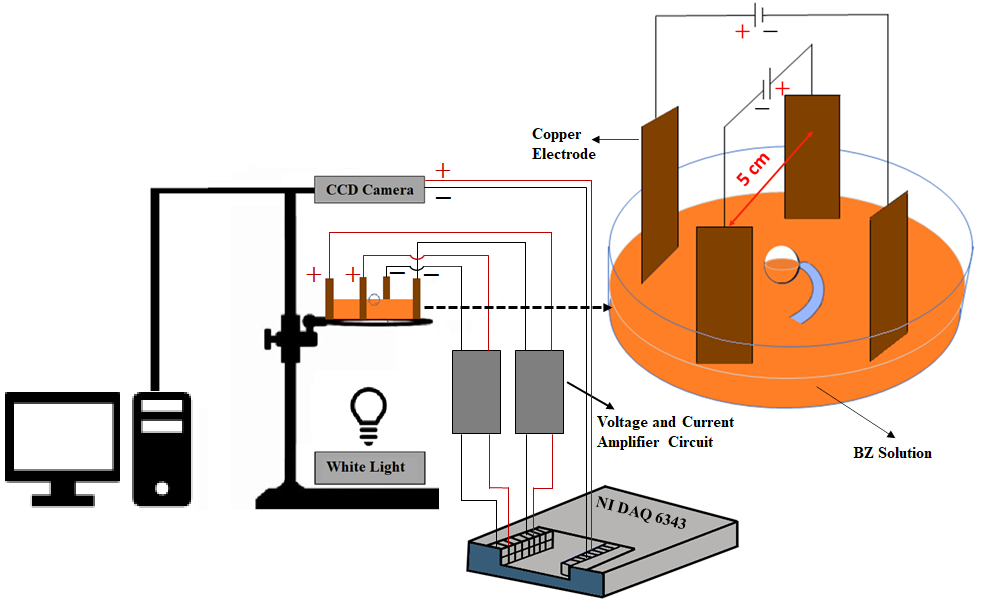 +
−
Copper
Electrode
+
−
5 cm
CCD Camera
+
−
+
+
−
−
Voltage and Current
Amplifier Circuit
BZ Solution
White Light
NI DAQ 6343